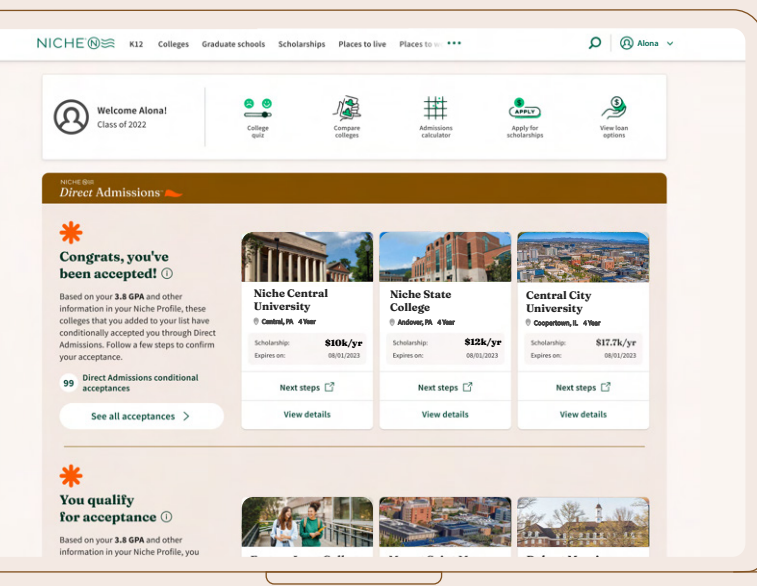 NICHE
K12 Colleges Graduate schools Scholarships Places to live Places to
Alona
Welcome Alona!
Class of 2022
College
quiz
Compare
colleges
Admissions
calculator
APPLY
Apply for
scholarships
View loan
options
NICHE
Direct Admissions
Congrats, you've
been accepted!
Based on your 3.8 GPA and other
information in your Niche Profile, these
colleges that you added to your list have
conditionally accepted you through Direct
Admissions. Follow a few steps to confirm
your acceptance.
99 Direct Admissions conditional
acceptances
See all acceptances
Niche Central
University
Central, PA 4 Year
Scholarship: $10k/yr
Expires on: 08/01/2023
Next steps
View details
Niche State
College
Andover, PA 4 Year
Scholarship: $12k/yr
Expires on: 08/01/2023
Next steps
View details
Central City
University
Coopertown, IL 4 Year
Scholarship: $17.7k/yr
Expires on: 08/01/2023
Next steps
View details
You qualify
for acceptance
Based on your 3.8 GPA and other
information in your Niche Profile, you